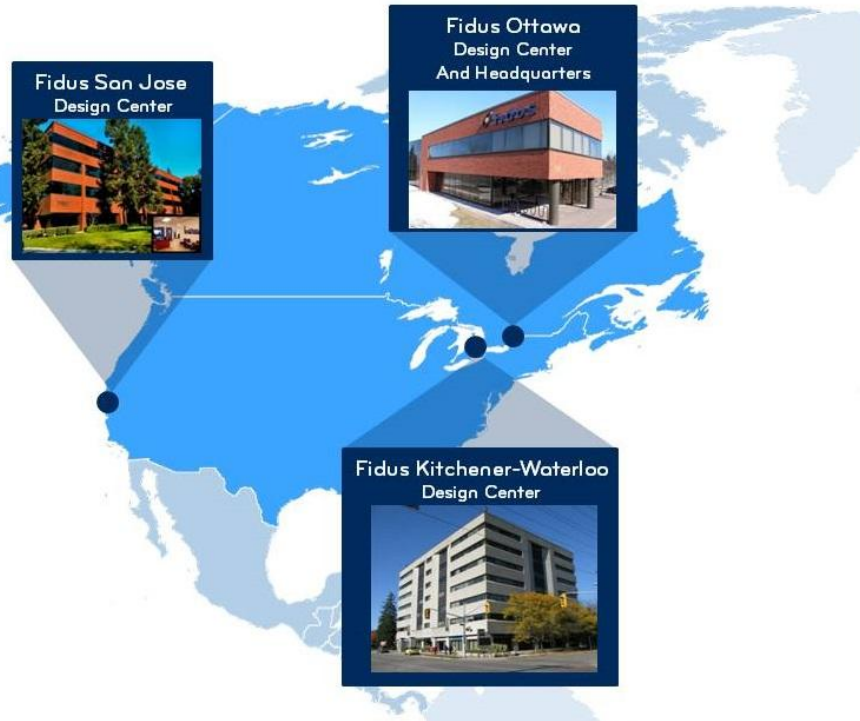 Fidus San Jose
Design Center
Fidus Ottawa
Design Center
And Headquarters
Fidus Kitchener-Waterloo
Design Center